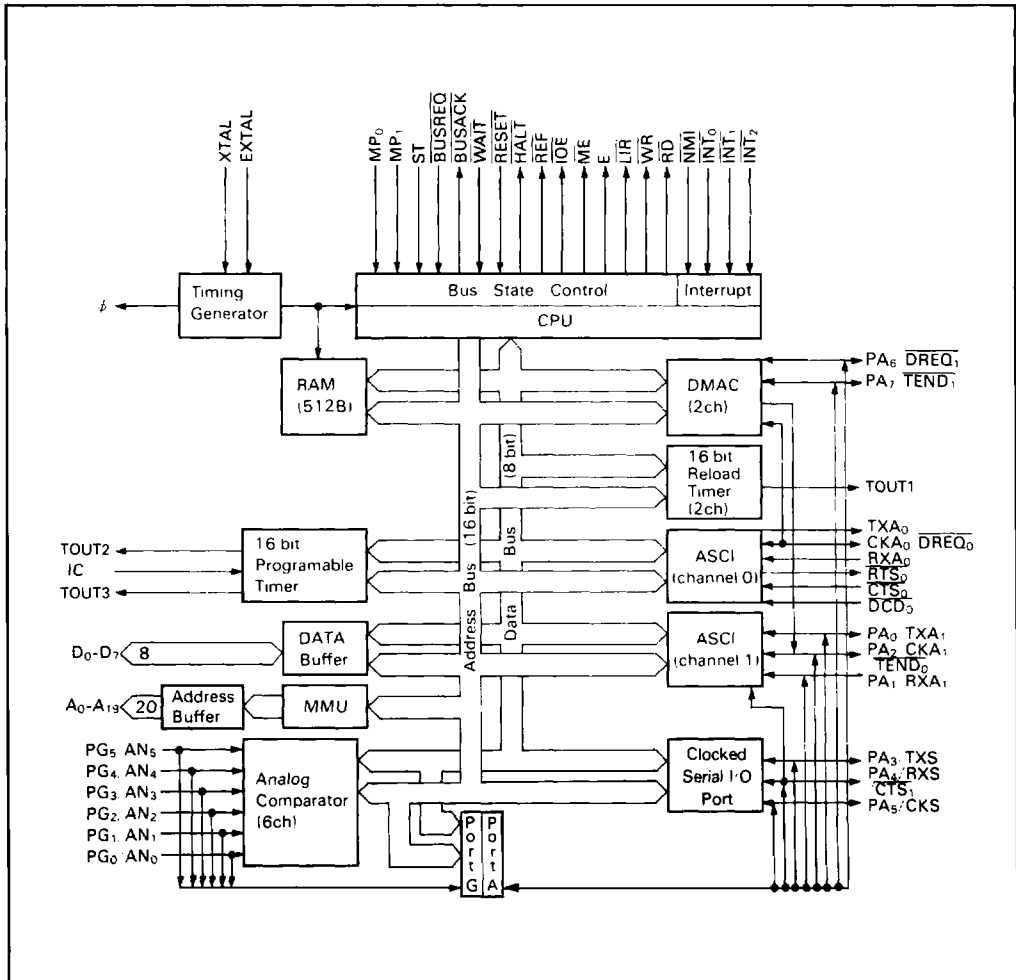 XTAL
EXTAL
MP₀
MP₁
ST
BUSREQ
BUSACK
WAIT
RESET
HALT
REF
IOE
ME
E
LIR
WR
RD
NMI
INT₀
INT₁
INT₂
ϕ
Timing
Generator
Bus State Control
Interrupt
CPU
RAM
(512B)
DMAC
(2ch)
PA₆ DREQ₁
PA₇ TEND₁
16 bit
Reload
Timer
(2ch)
TOUT1
Address Bus (16 bit)
Data Bus (8 bit)
TOUT2
IC
TOUT3
16 bit
Programable
Timer
ASCI
(channel 0)
TXA₀
CKA₀ DREQ₀
RXA₀
RTS₀
CTS₀
DCD₀
D₀-D₇
8
DATA
Buffer
ASCI
(channel 1)
PA₀ TXA₁
PA₂ CKA₁
TEND₀
PA₁ RXA₁
A₀-A₁₉
20
Address
Buffer
MMU
PG₅ AN₅
PG₄ AN₄
PG₃ AN₃
PG₂ AN₂
PG₁ AN₁
PG₀ AN₀
Analog
Comparator
(6ch)
Clocked
Serial I/O
Port
PA₃/TXS
PA₄/RXS
CTS₁
PA₅/CKS
Port G
Port A